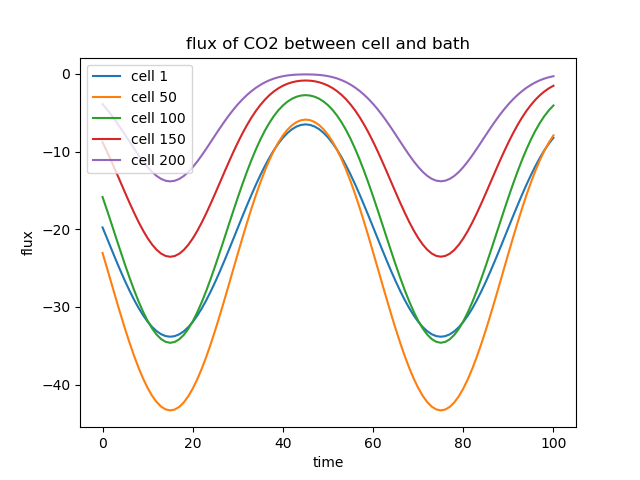 flux of CO2 between cell and bath
cell 1
cell 50
cell 100
cell 150
cell 200
0
−10
−20
−30
−40
flux
0
20
40
60
80
100
time